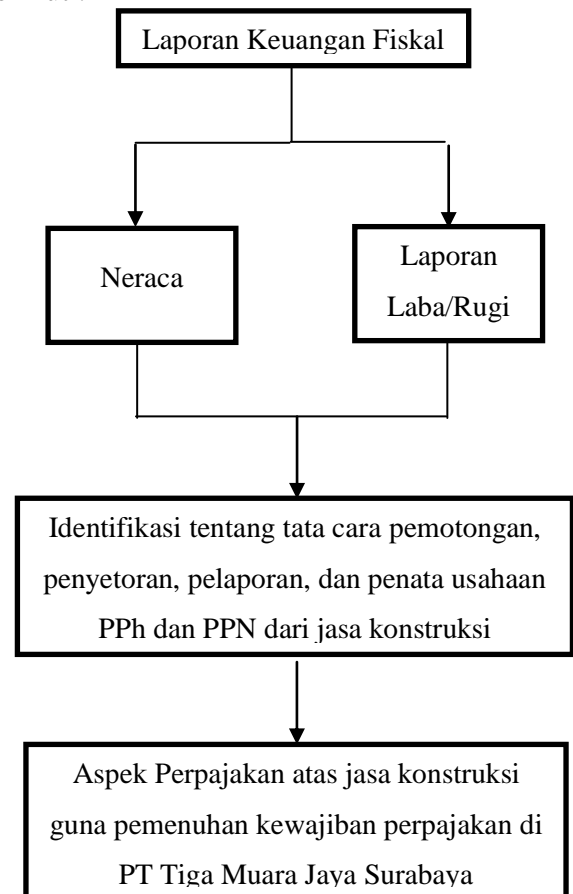 Laporan Keuangan Fiskal
Neraca
Laporan
Laba/Rugi
Identifikasi tentang tata cara pemotongan,
penyetoran, pelaporan, dan penata usahaan
PPh dan PPN dari jasa konstruksi
Aspek Perpajakan atas jasa konstruksi
guna pemenuhan kewajiban perpajakan di
PT Tiga Muara Jaya Surabaya